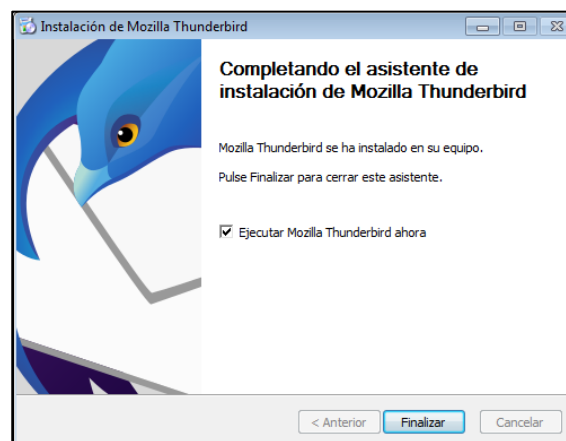 Instalación de Mozilla Thunderbird
Completando el asistente de
instalación de Mozilla Thunderbird
Mozilla Thunderbird se ha instalado en su equipo.
Pulse Finalizar para cerrar este asistente.
Ejecutar Mozilla Thunderbird ahora
< Anterior
Finalizar
Cancelar